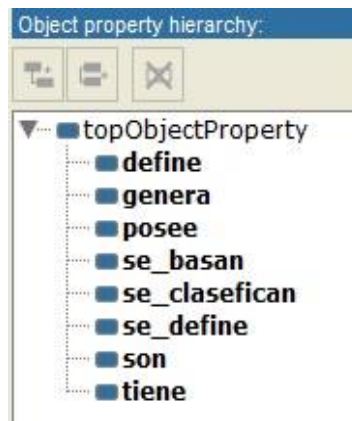 Object property hierarchy:
topObjectProperty
define
genera
posee
se_basan
se_clasefican
se_define
son
tiene